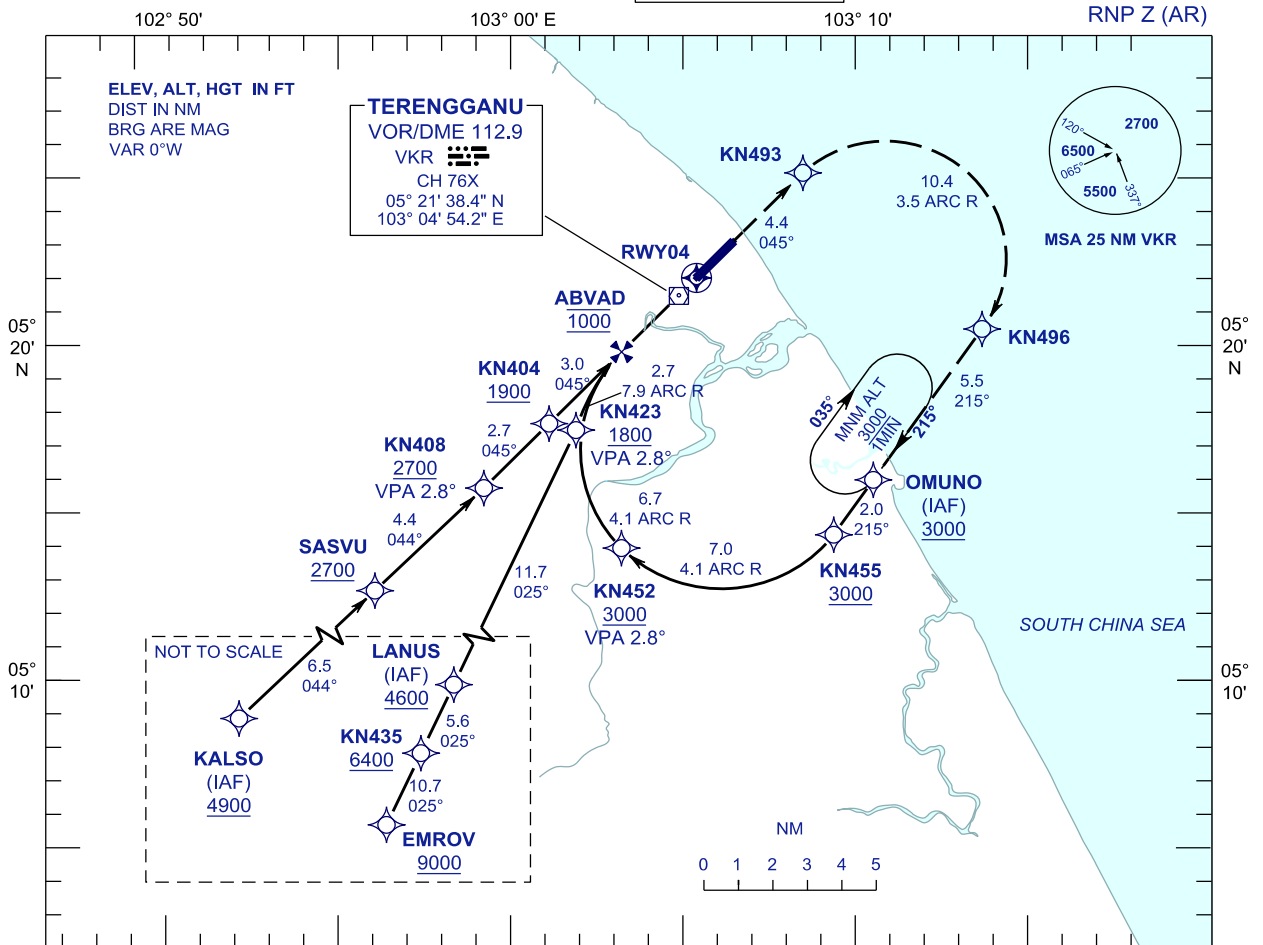 102° 50'
103° 00' E
103° 10'
RNP Z (AR)
ELEV, ALT, HGT IN FT
DIST IN NM
BRG ARE MAG
VAR 0°W
TERENGGANU
VOR/DME 112.9
VKR
CH 76X
05° 21' 38.4" N
103° 04' 54.2" E
KN493
10.4
3.5 ARC R
120°
2700
6500
065°
5500
337°
MSA 25 NM VKR
4.4
045°
RWY04
ABVAD
1000
05°
20'
N
05°
20'
N
KN496
KN404
1900
3.0
045°
2.7
7.9 ARC R
5.5
215°
KN423
1800
VPA 2.8°
035°
MNM ALT
3000
1MIN
215°
KN408
2700
VPA 2.8°
2.7
045°
OMUNO
(IAF)
3000
6.7
4.1 ARC R
2.0
215°
4.4
044°
SASVU
2700
7.0
4.1 ARC R
11.7
025°
KN452
3000
VPA 2.8°
KN455
3000
SOUTH CHINA SEA
NOT TO SCALE
05°
10'
05°
10'
6.5
044°
LANUS
(IAF)
4600
5.6
025°
KN435
6400
KALSO
(IAF)
4900
10.7
025°
EMROV
9000
NM
0 1 2 3 4 5